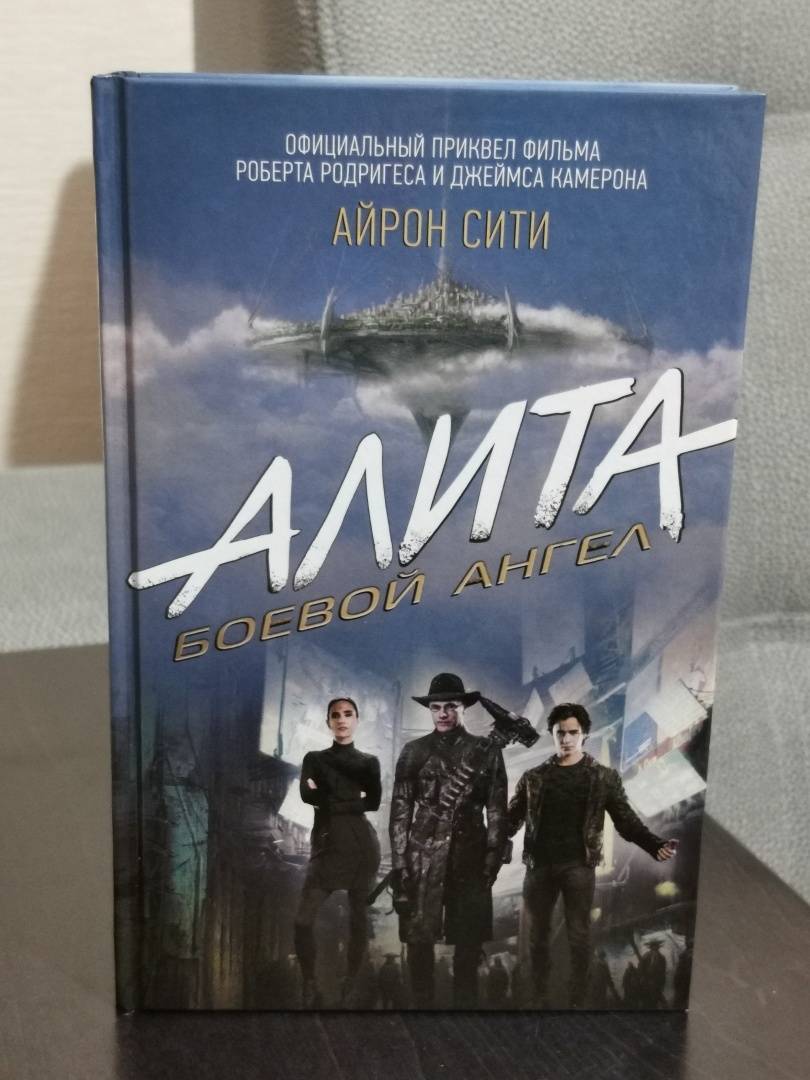 ОФИЦИАЛЬНЫЙ ПРИКВЕЛ ФИЛЬМА
РОБЕРТА РОДРИГЕСА И ДЖЕЙМСА КАМЕРОНА
АЙРОН СИТИ
АЛИТА
БОЕВОЙ АНГЕЛ